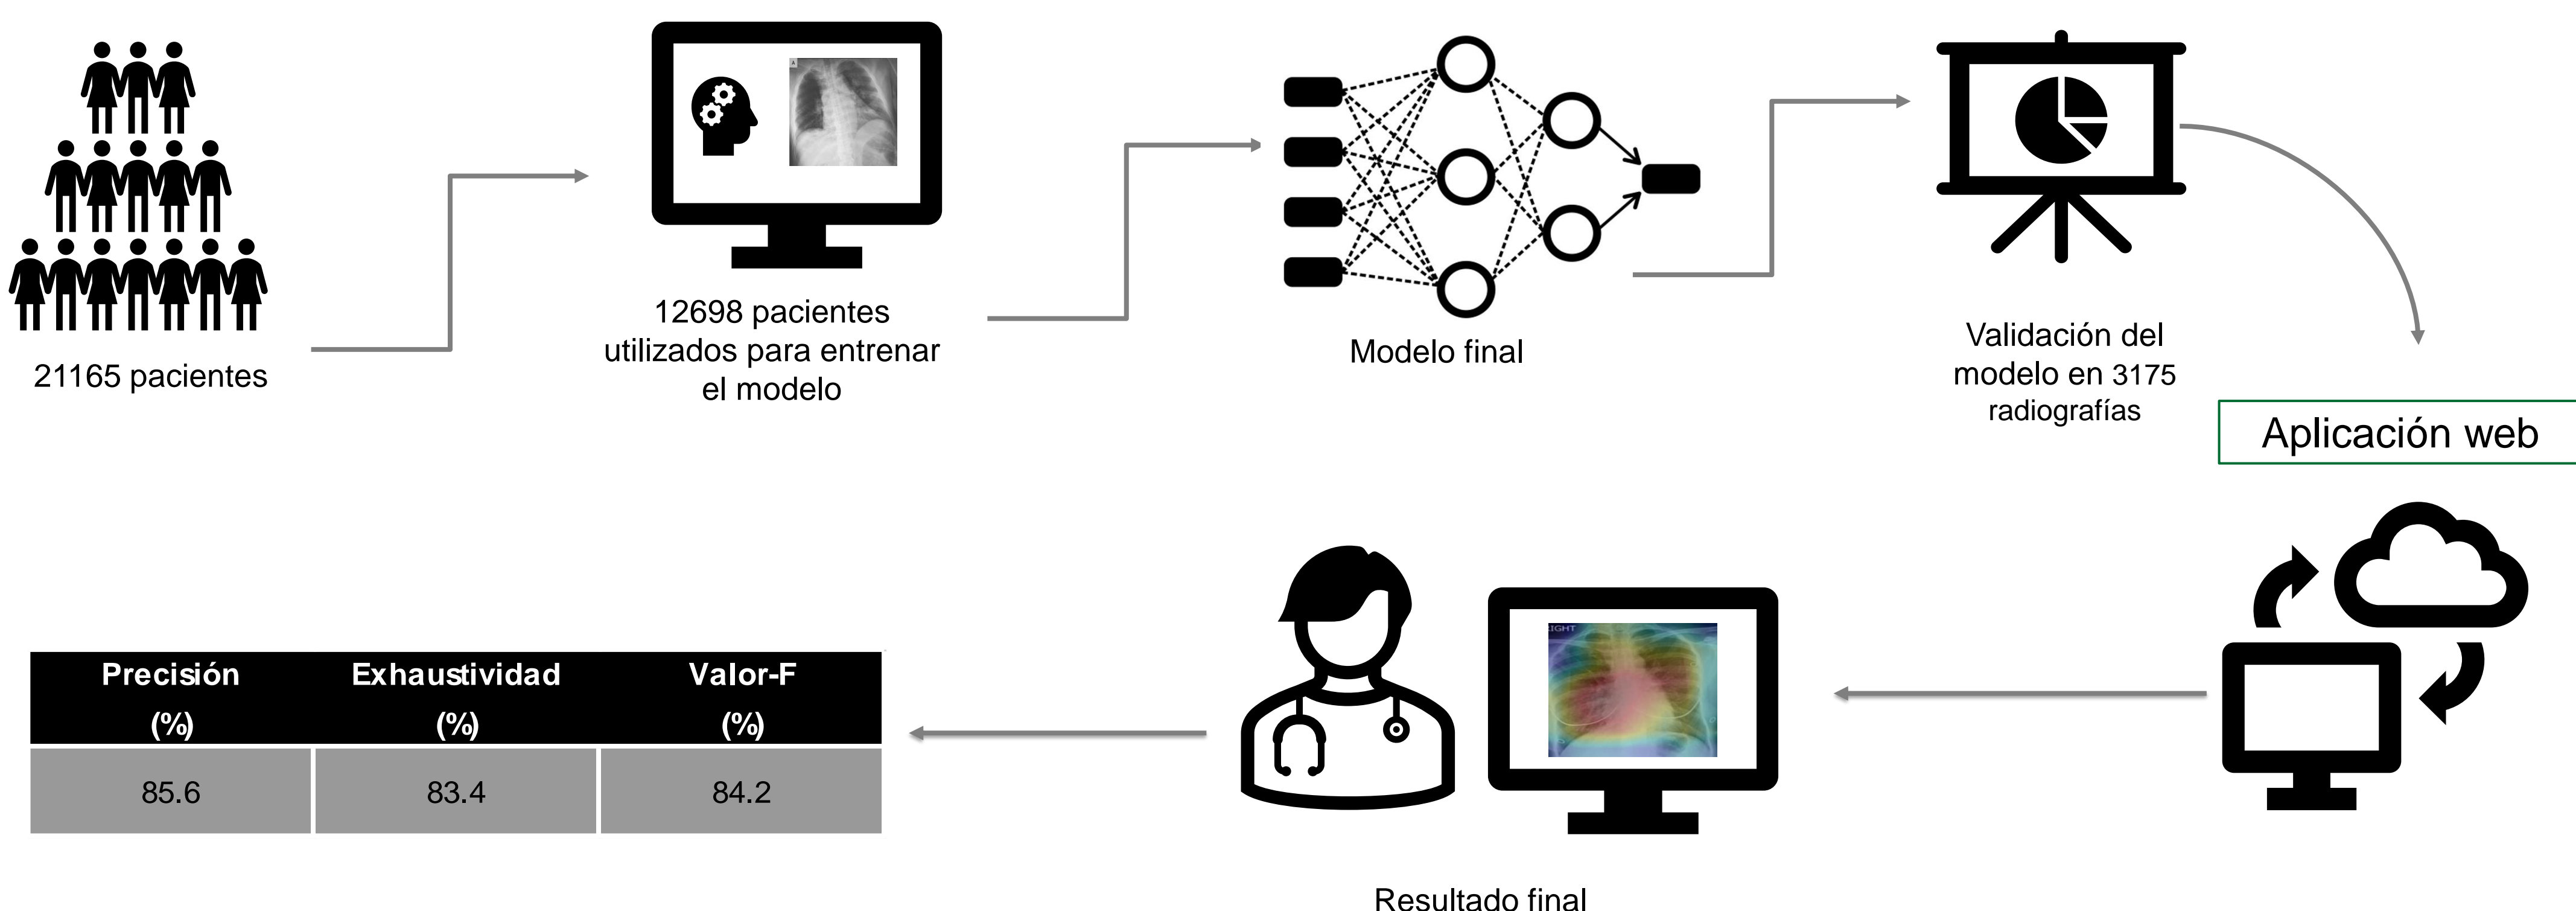 21165 pacientes
12698 pacientes
utilizados para entrenar
el modelo
Modelo final
Validación del
modelo en 3175
radiografías
Aplicación web
RIGHT
Resultado final
Precisión
(%)
Exhaustividad
(%)
Valor-F
(%)
85.6
83.4
84.2